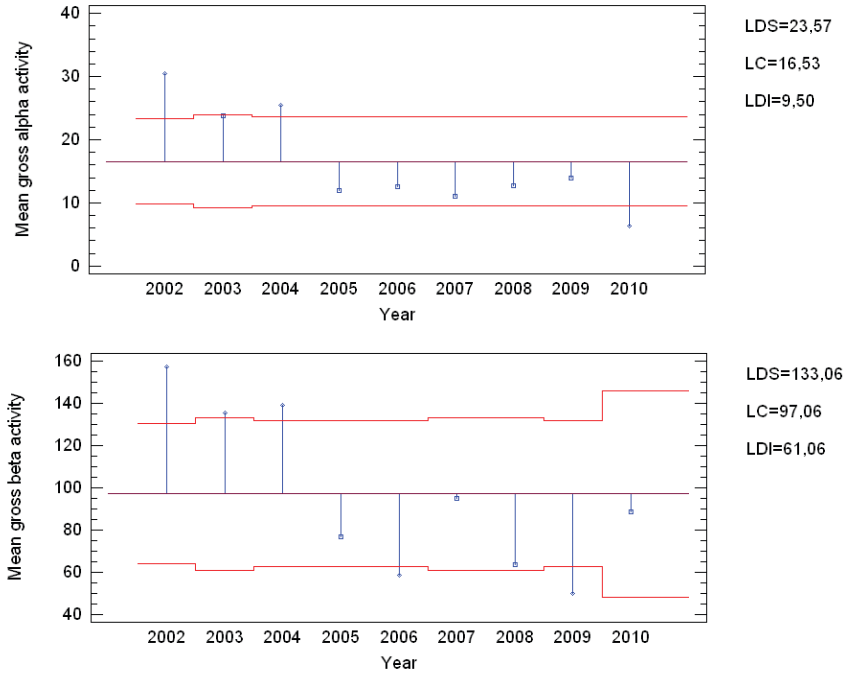 Mean gross alpha activity
40
30
20
10
0
2002 2003 2004 2005 2006 2007 2008 2009 2010
Year
LDS=23,57
LC=16,53
LDI=9,50
Mean gross beta activity
160
140
120
100
80
60
40
2002 2003 2004 2005 2006 2007 2008 2009 2010
Year
LDS=133,06
LC=97,06
LDI=61,06